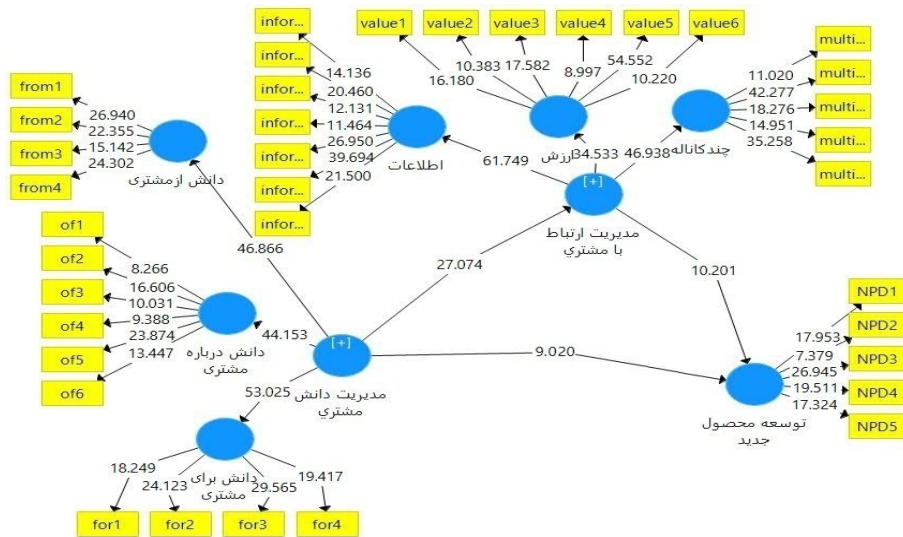 infor...
infor...
infor...
infor...
infor...
infor...
infor...
14.136
20.460
12.131
11.464
26.950
39.694
21.500
اطلاعات
value1
value2
value3
value4
value5
value6
16.180
10.383
17.582
8.997
54.552
10.220
ارزش
multi...
multi...
multi...
multi...
multi...
11.020
42.277
18.276
14.951
35.258
چندکاناله
from1
from2
from3
from4
26.940
22.355
15.142
24.302
دانش ازمشتری
61.749
34.533
46.938
[+]
مدیریت ارتباط
با مشتري
46.866
27.074
10.201
of1
of2
of3
of4
of5
of6
8.266
16.606
10.031
9.388
23.874
13.447
دانش درباره
مشتری
44.153
[+]
مدیریت دانش
مشتري
9.020
53.025
NPD1
NPD2
NPD3
NPD4
NPD5
17.953
7.379
26.945
19.511
17.324
توسعه محصول
جدید
دانش برای
مشتری
18.249
24.123
29.565
19.417
for1
for2
for3
for4